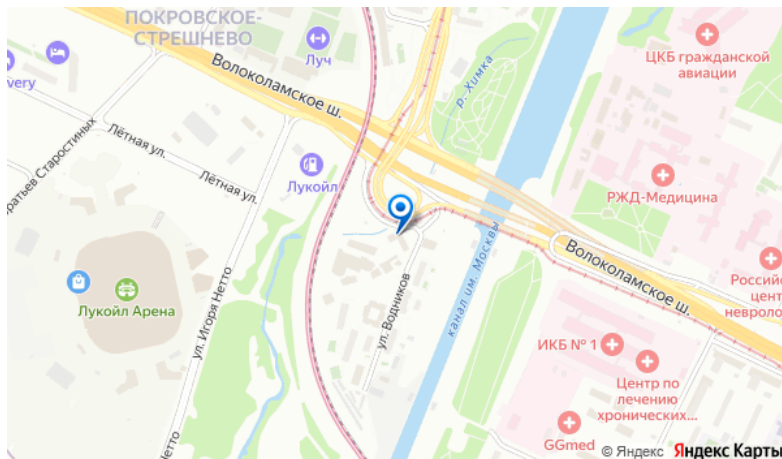 ПОКРОВСКОЕ-
СТРЕШНЕВО
Луч
Волоколамское ш.
ЦКБ гражданской
авиации
very
р. Химка
Лётная ул.
Лётная ул.
ратьев Старостиных
Лукойл
РЖД-Медицина
Волоколамское ш.
Российс
цент
невроло
Лукойл Арена
ул. Игоря Нетто
ул. Водников
канал им. Москвы
ИКБ № 1
Центр по
лечению
хронических...
GGmed
Нетто
© Яндекс Яндекс Карты